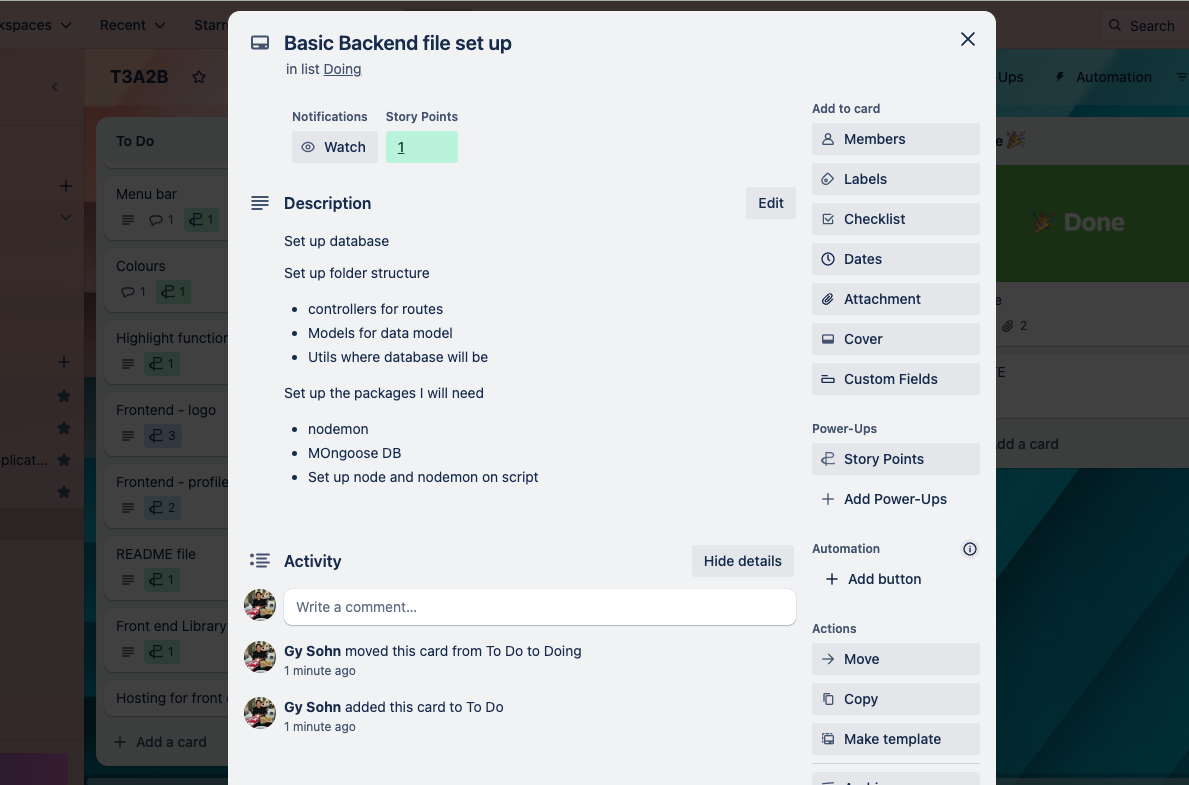 kspaces
Recent
Starr
Search
T3A2B
-Ups
Automation
To Do
Menu bar
1
1
Colours
1
1
Highlight function
1
Frontend - logo
3
Frontend - profile
2
README file
1
Front end Library
1
Hosting for front
Add a card
plicat...
Basic Backend file set up
in list Doing
Notifications
Story Points
Watch
1
Description
Edit
Set up database
Set up folder structure
• controllers for routes
• Models for data model
• Utils where database will be
Set up the packages I will need
• nodemon
• MOngoose DB
• Set up node and nodemon on script
Activity
Hide details
Write a comment...
Gy Sohn moved this card from To Do to Doing
1 minute ago
Gy Sohn added this card to To Do
1 minute ago
Add to card
Members
Labels
Checklist
Dates
Attachment
Cover
Custom Fields
Power-Ups
Story Points
Add Power-Ups
Automation
Add button
Actions
Move
Copy
Make template
e 🎉
🎉 Done
e
2
TE
dd a card